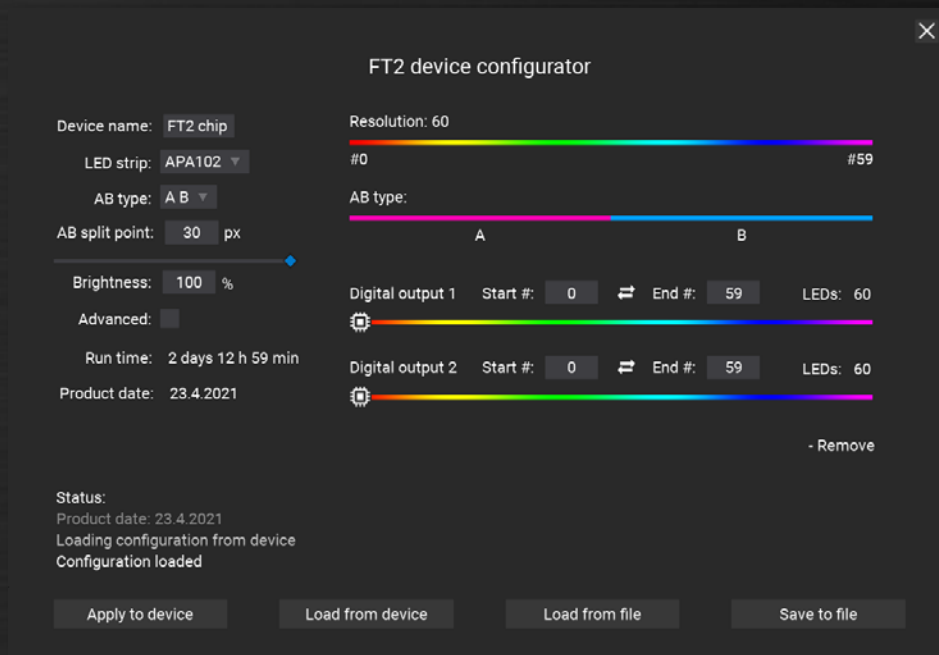 FT2 device configurator
Device name: FT2 chip
LED strip: APA102
AB type: A B
AB split point: 30 px
Brightness: 100 %
Advanced:
Run time: 2 days 12 h 59 min
Product date: 23.4.2021
Resolution: 60
#0 #59
AB type:
A B
Digital output 1 Start #: 0 End #: 59 LEDs: 60
Digital output 2 Start #: 0 End #: 59 LEDs: 60
- Remove
Status:
Product date: 23.4.2021
Loading configuration from device
Configuration loaded
Apply to device Load from device Load from file Save to file